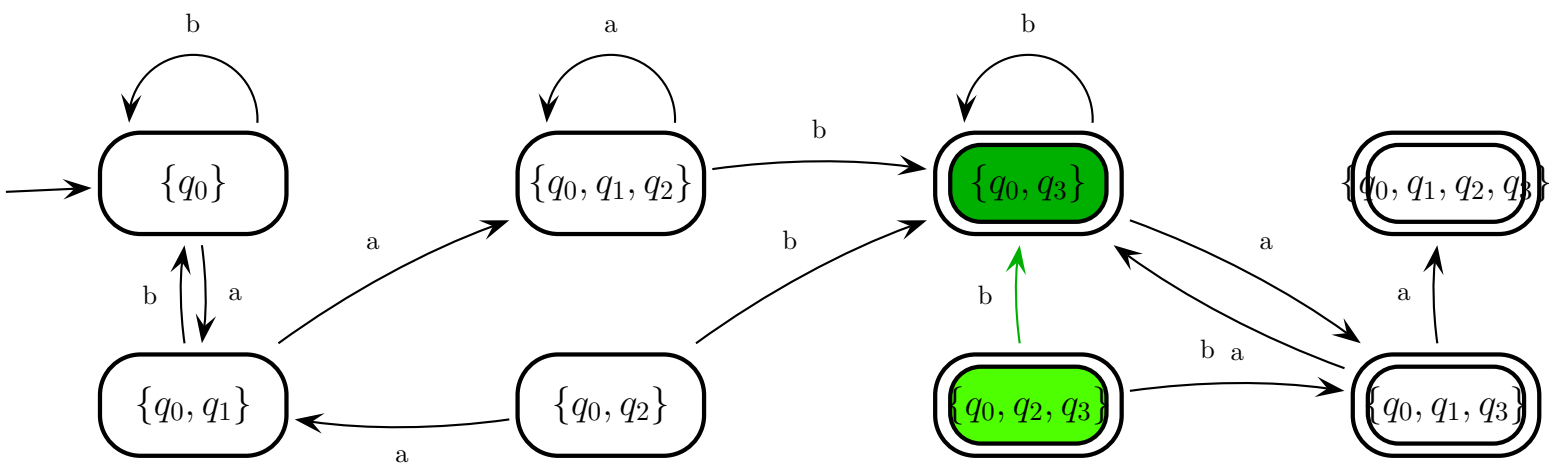 b a b
b
{q₀} {q₀, q₁, q₂} {q₀, q₃} {q₀, q₁, q₂, q₃}
a b a
b a b a
b a
{q₀, q₁} {q₀, q₂} {q₀, q₂, q₃} {q₀, q₁, q₃}
a